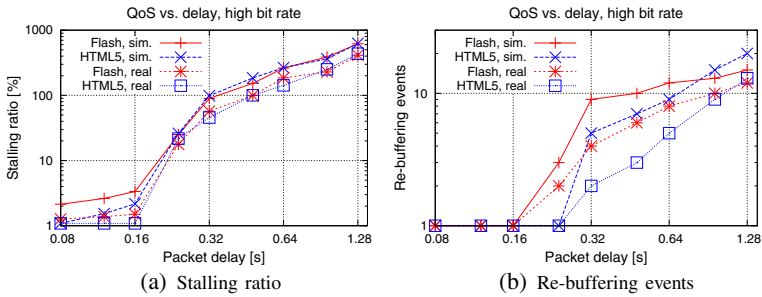 QoS vs. delay, high bit rate
1000
100
10
1
Stalling ratio [%]
Flash, sim.
HTML5, sim.
Flash, real
HTML5, real
0.08 0.16 0.32 0.64 1.28
Packet delay [s]
(a) Stalling ratio
QoS vs. delay, high bit rate
10
1
Re-buffering events
Flash, sim.
HTML5, sim.
Flash, real
HTML5, real
0.08 0.16 0.32 0.64 1.28
Packet delay [s]
(b) Re-buffering events